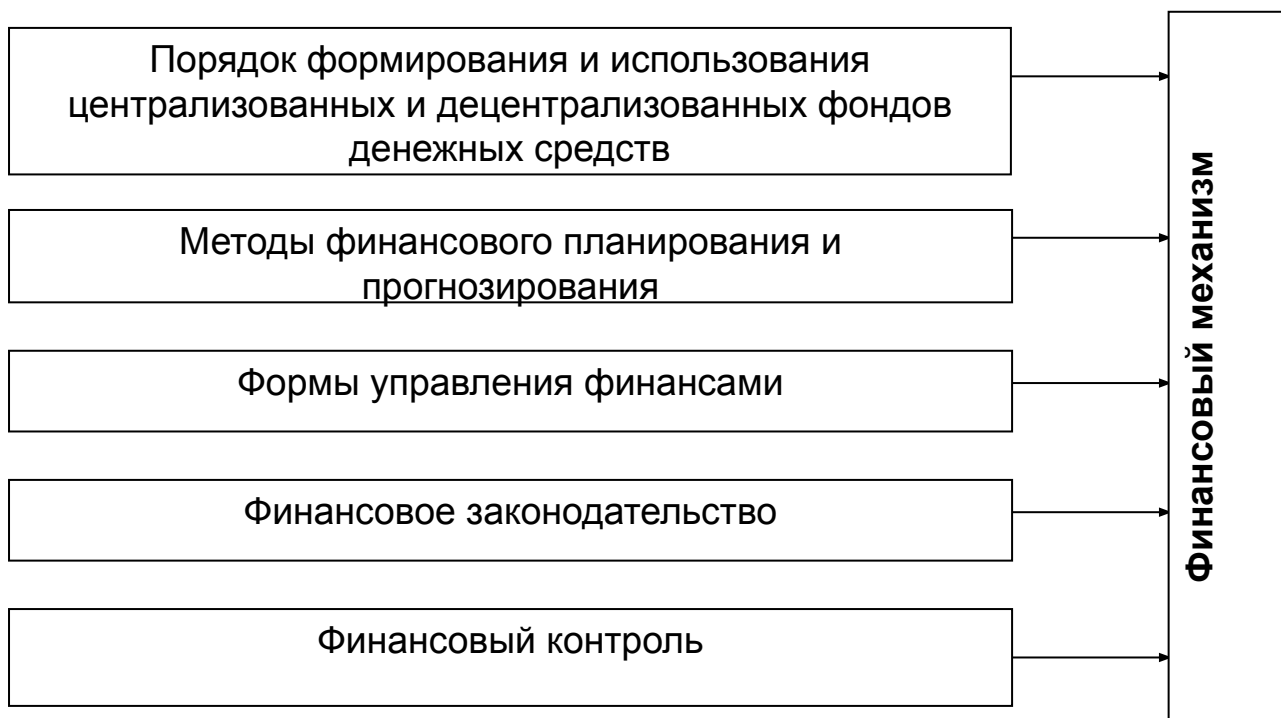 Порядок формирования и использования
централизованных и децентрализованных фондов
денежных средств
Методы финансового планирования и
прогнозирования
Формы управления финансами
Финансовое законодательство
Финансовый контроль
Финансовый механизм